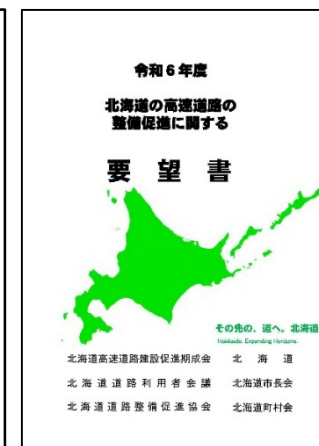 令和6年度
北海道の高速道路の
整備促進に関する
要望書
その先の、道へ。北海道
Hokkaido. Expanding Horizons.
北海道高速道路建設促進期成会 北海道
北海道道路利用者会議 北海道市長会
北海道道路整備促進協会 北海道町村会